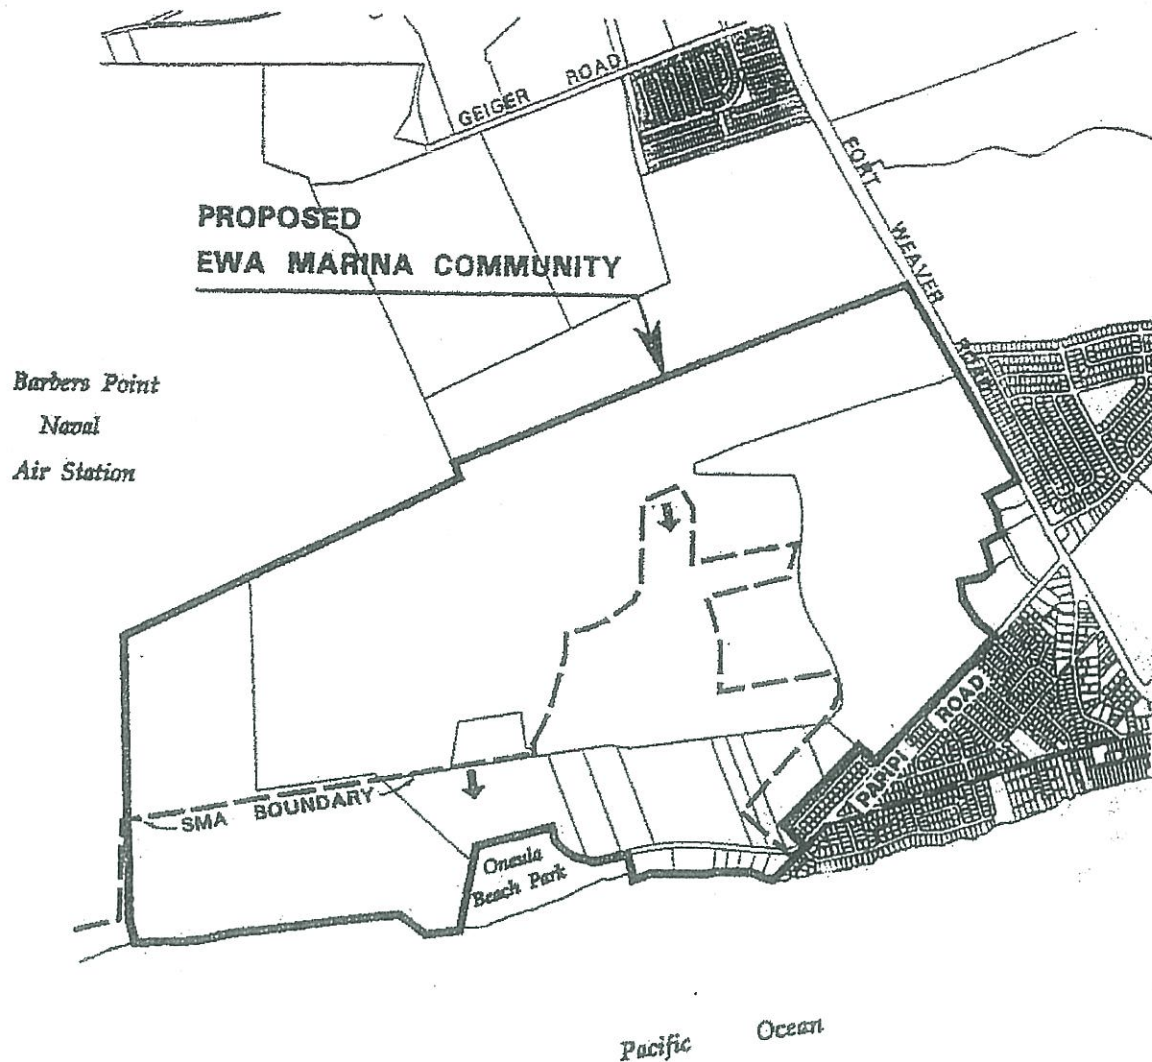 GEIGER ROAD
FORT WEAVER ROAD
PROPOSED
EWA MARINA COMMUNITY
Barbers Point
Naval
Air Station
SMA BOUNDARY
PAPIPI ROAD
Oneula
Beach Park
Pacific Ocean